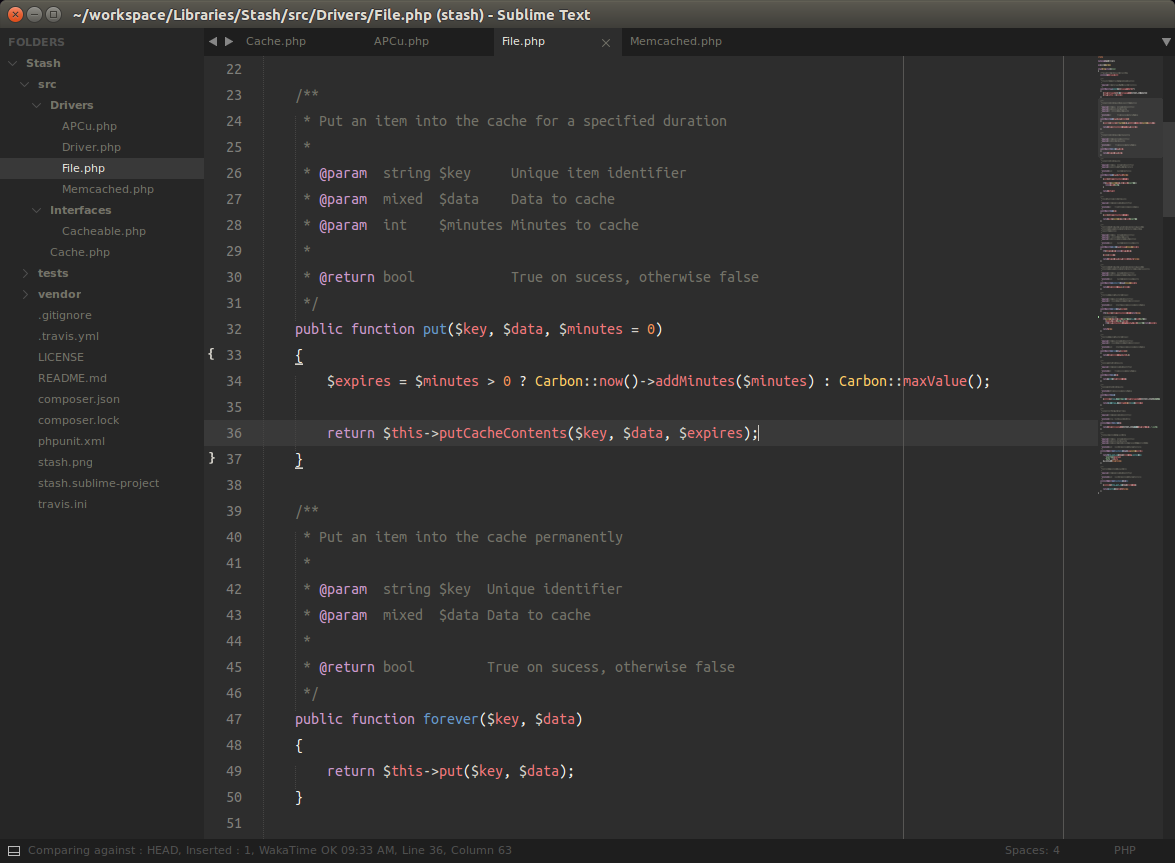 ~/workspace/Libraries/Stash/src/Drivers/File.php (stash) - Sublime Text
FOLDERS
Stash
src
Drivers
APCu.php
Driver.php
File.php
Memcached.php
Interfaces
Cacheable.php
Cache.php
tests
vendor
.gitignore
.travis.yml
LICENSE
README.md
composer.json
composer.lock
phpunit.xml
stash.png
stash.sublime-project
travis.ini
Cache.php APCu.php File.php Memcached.php
22
23 /**
24 * Put an item into the cache for a specified duration
25 *
26 * @param string $key Unique item identifier
27 * @param mixed $data Data to cache
28 * @param int $minutes Minutes to cache
29 *
30 * @return bool True on sucess, otherwise false
31 */
32 public function put($key, $data, $minutes = 0)
{ 33 {
34 $expires = $minutes > 0 ? Carbon::now()->addMinutes($minutes) : Carbon::maxValue();
35
36 return $this->putCacheContents($key, $data, $expires);
} 37 }
38
39 /**
40 * Put an item into the cache permanently
41 *
42 * @param string $key Unique identifier
43 * @param mixed $data Data to cache
44 *
45 * @return bool True on sucess, otherwise false
46 */
47 public function forever($key, $data)
48 {
49 return $this->put($key, $data);
50 }
51
Comparing against : HEAD, Inserted : 1, WakaTime OK 09:33 AM, Line 36, Column 63 Spaces: 4 PHP